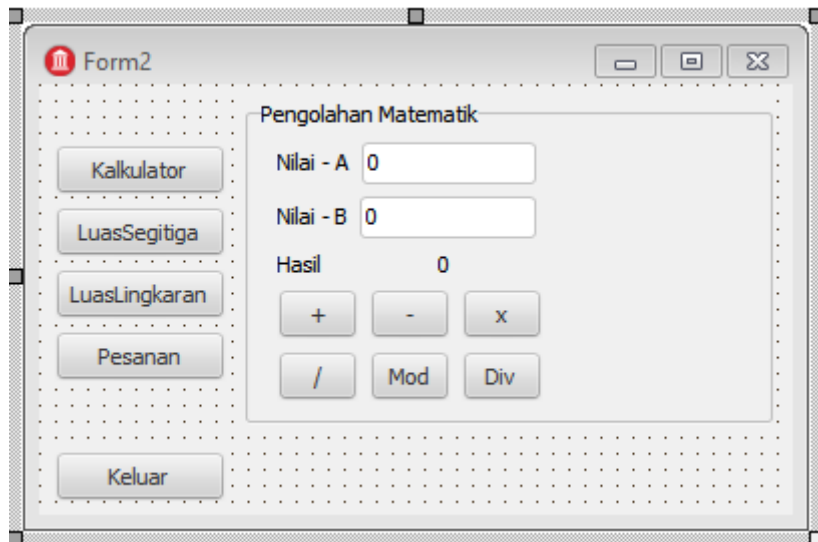 Form2
Pengolahan Matematik
Kalkulator
Nilai - A 0
LuasSegitiga
Nilai - B 0
Hasil 0
LuasLingkaran
+ - x
Pesanan
/ Mod Div
Keluar